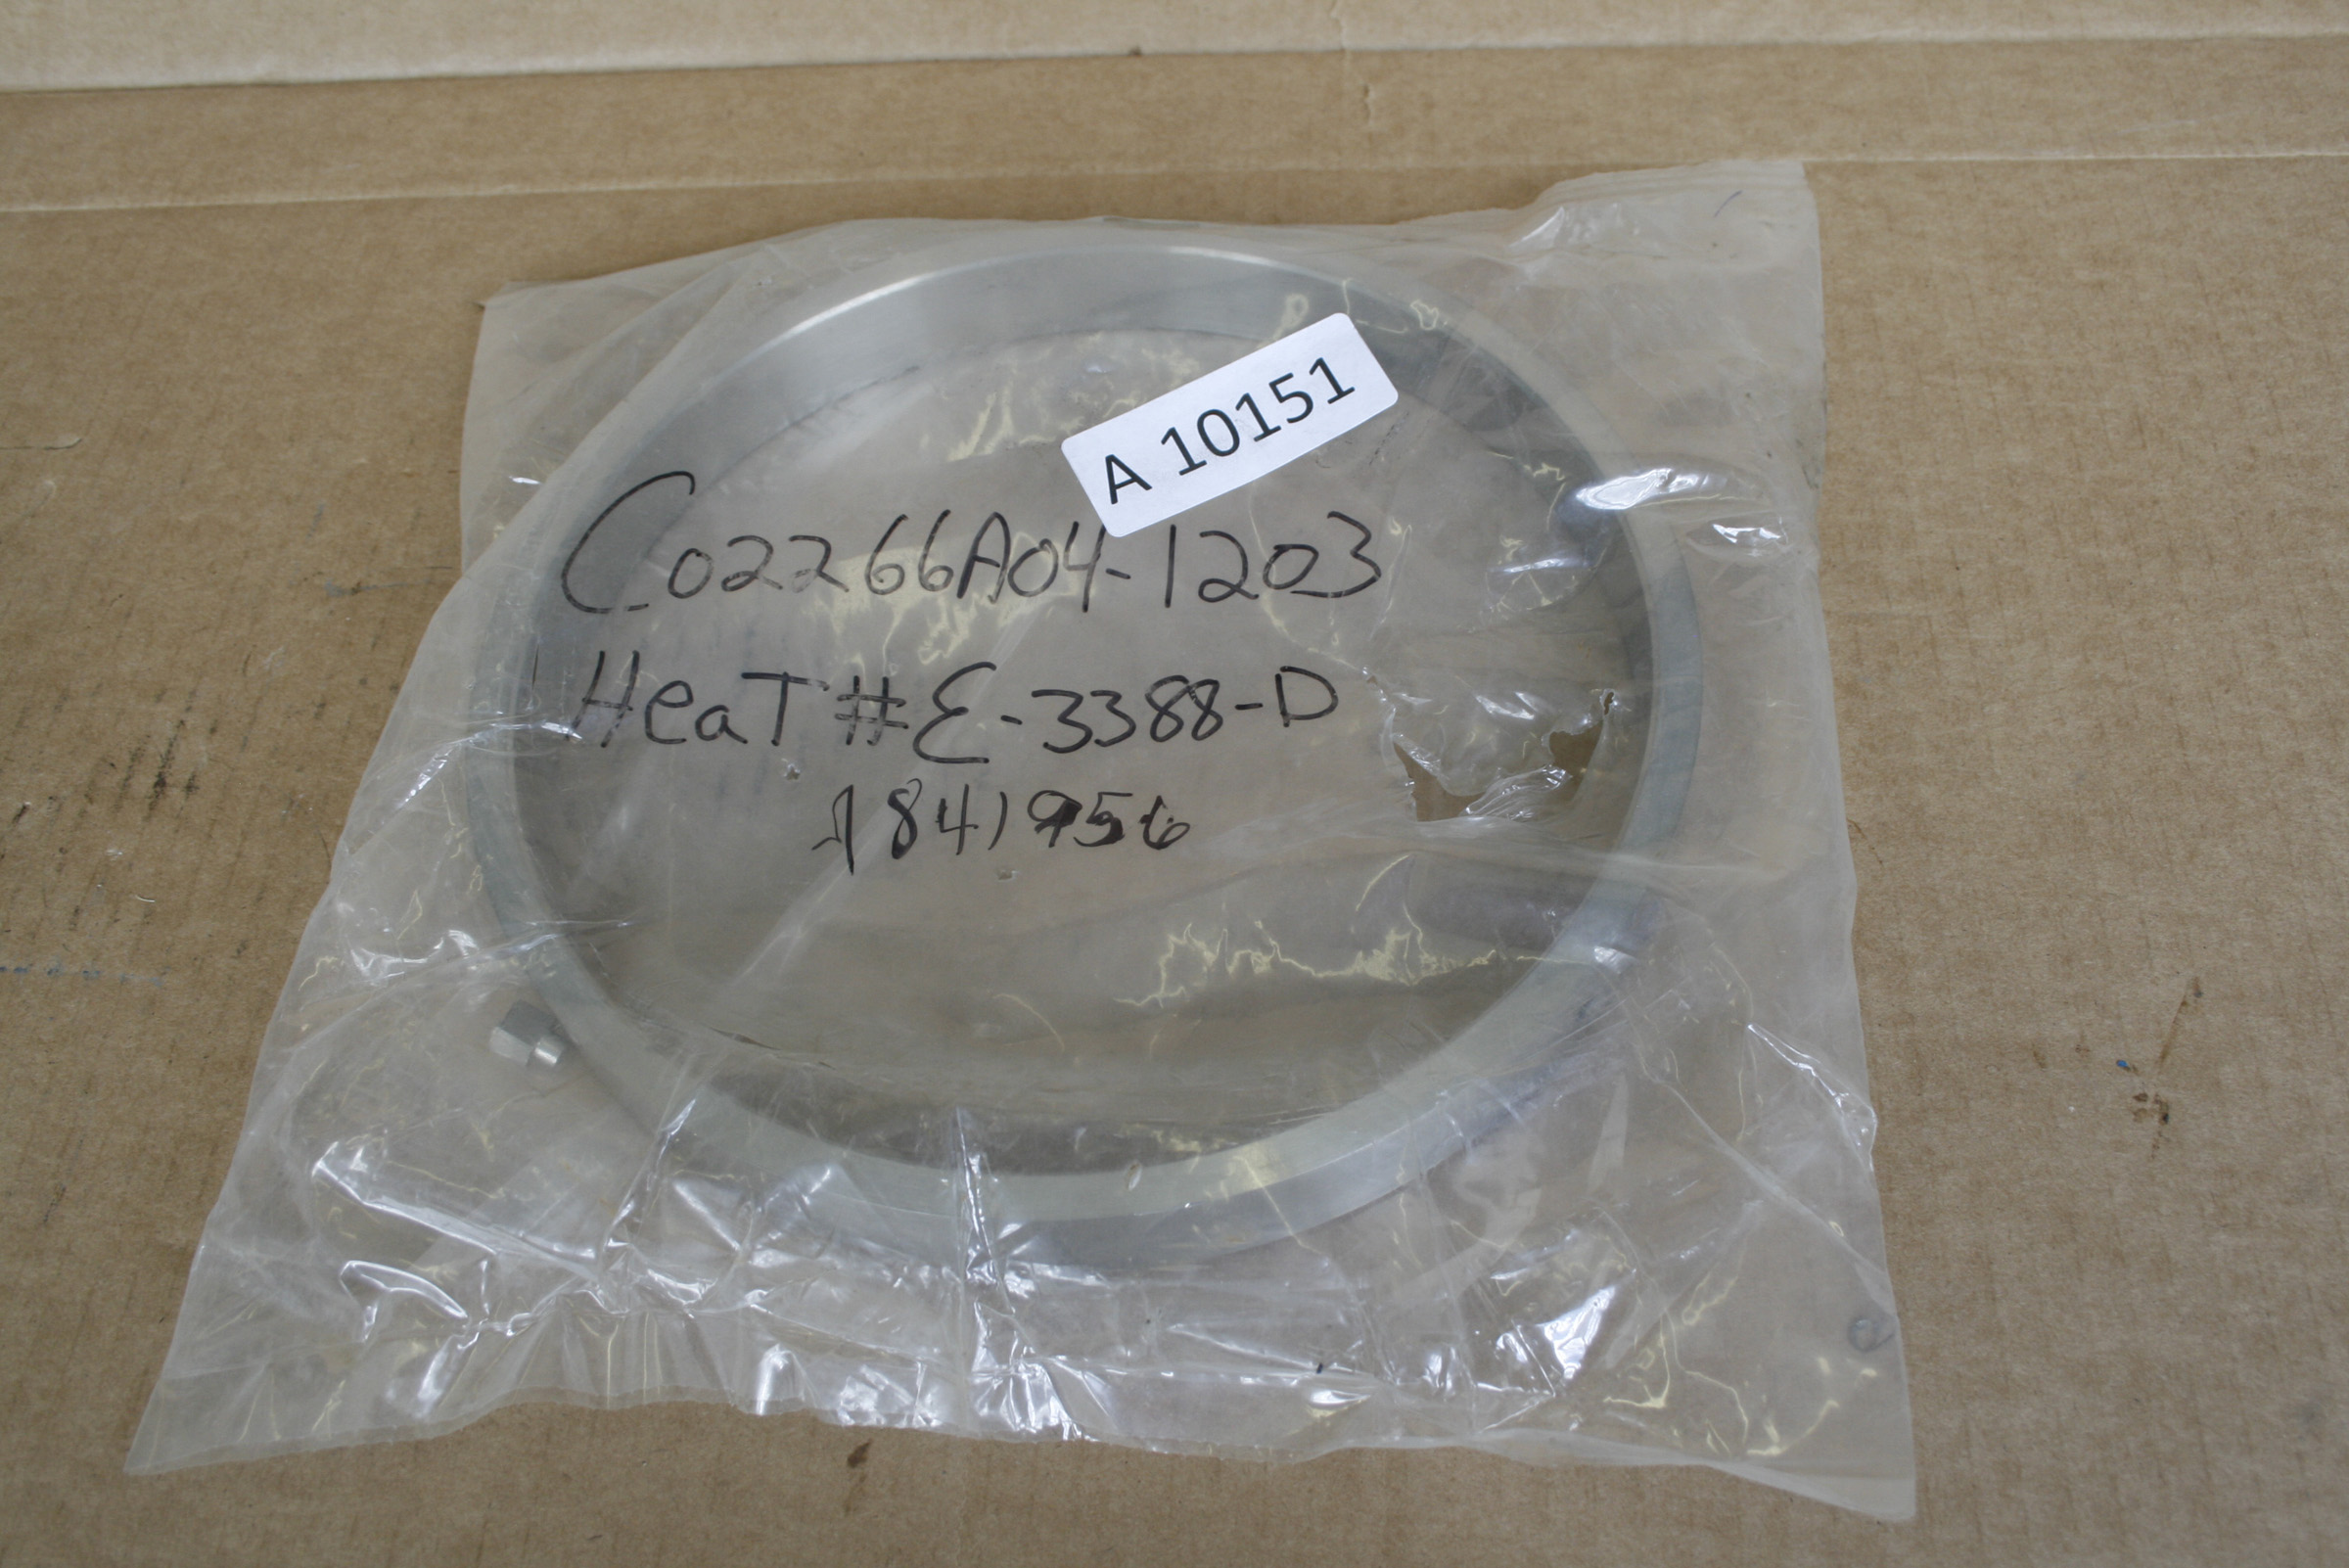 A 10151
C02266A04-1203
HeaT # E-3388-D
1841956